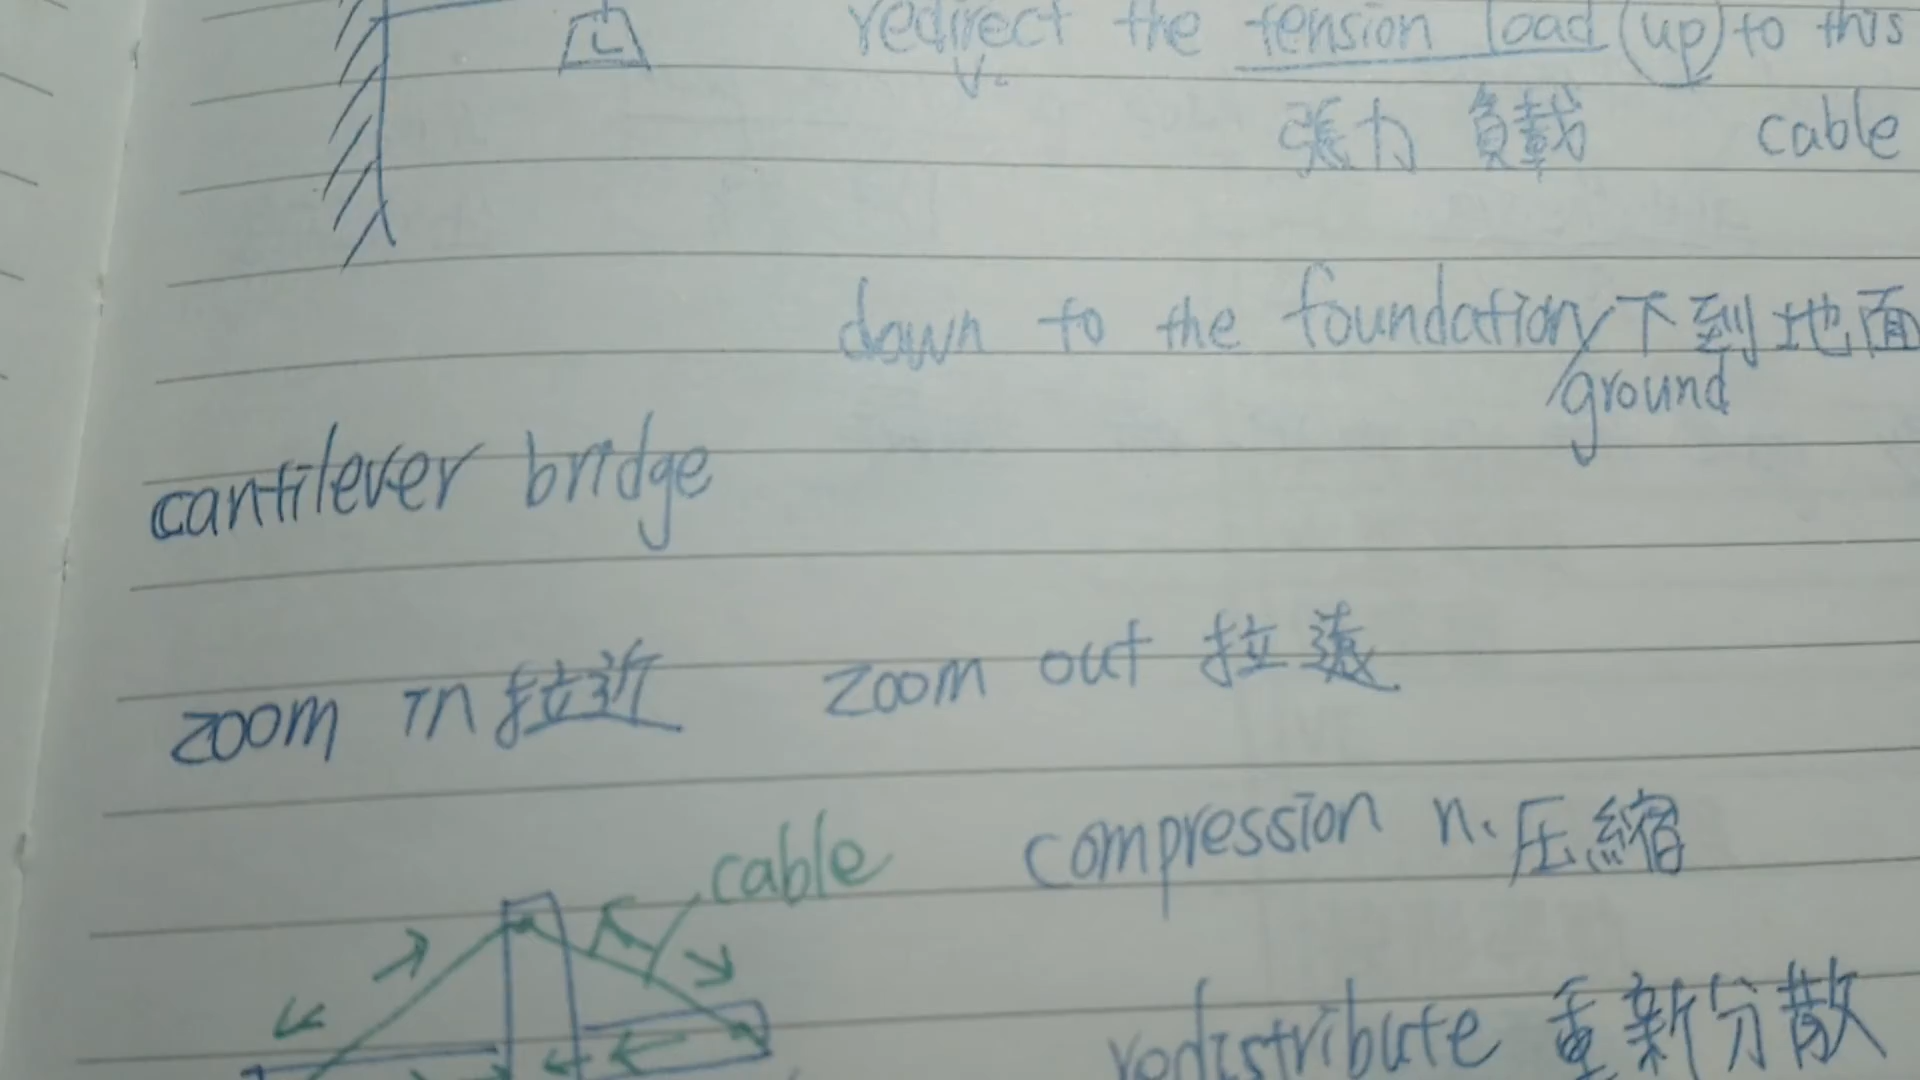 L
redirect the tension load up to this
v.
張力 負載 cable
down to the foundation/下到地面
/ground
cantilever bridge
zoom in 拉近 zoom out 拉遠
cable
compression n. 压縮
redistribute 重新分散